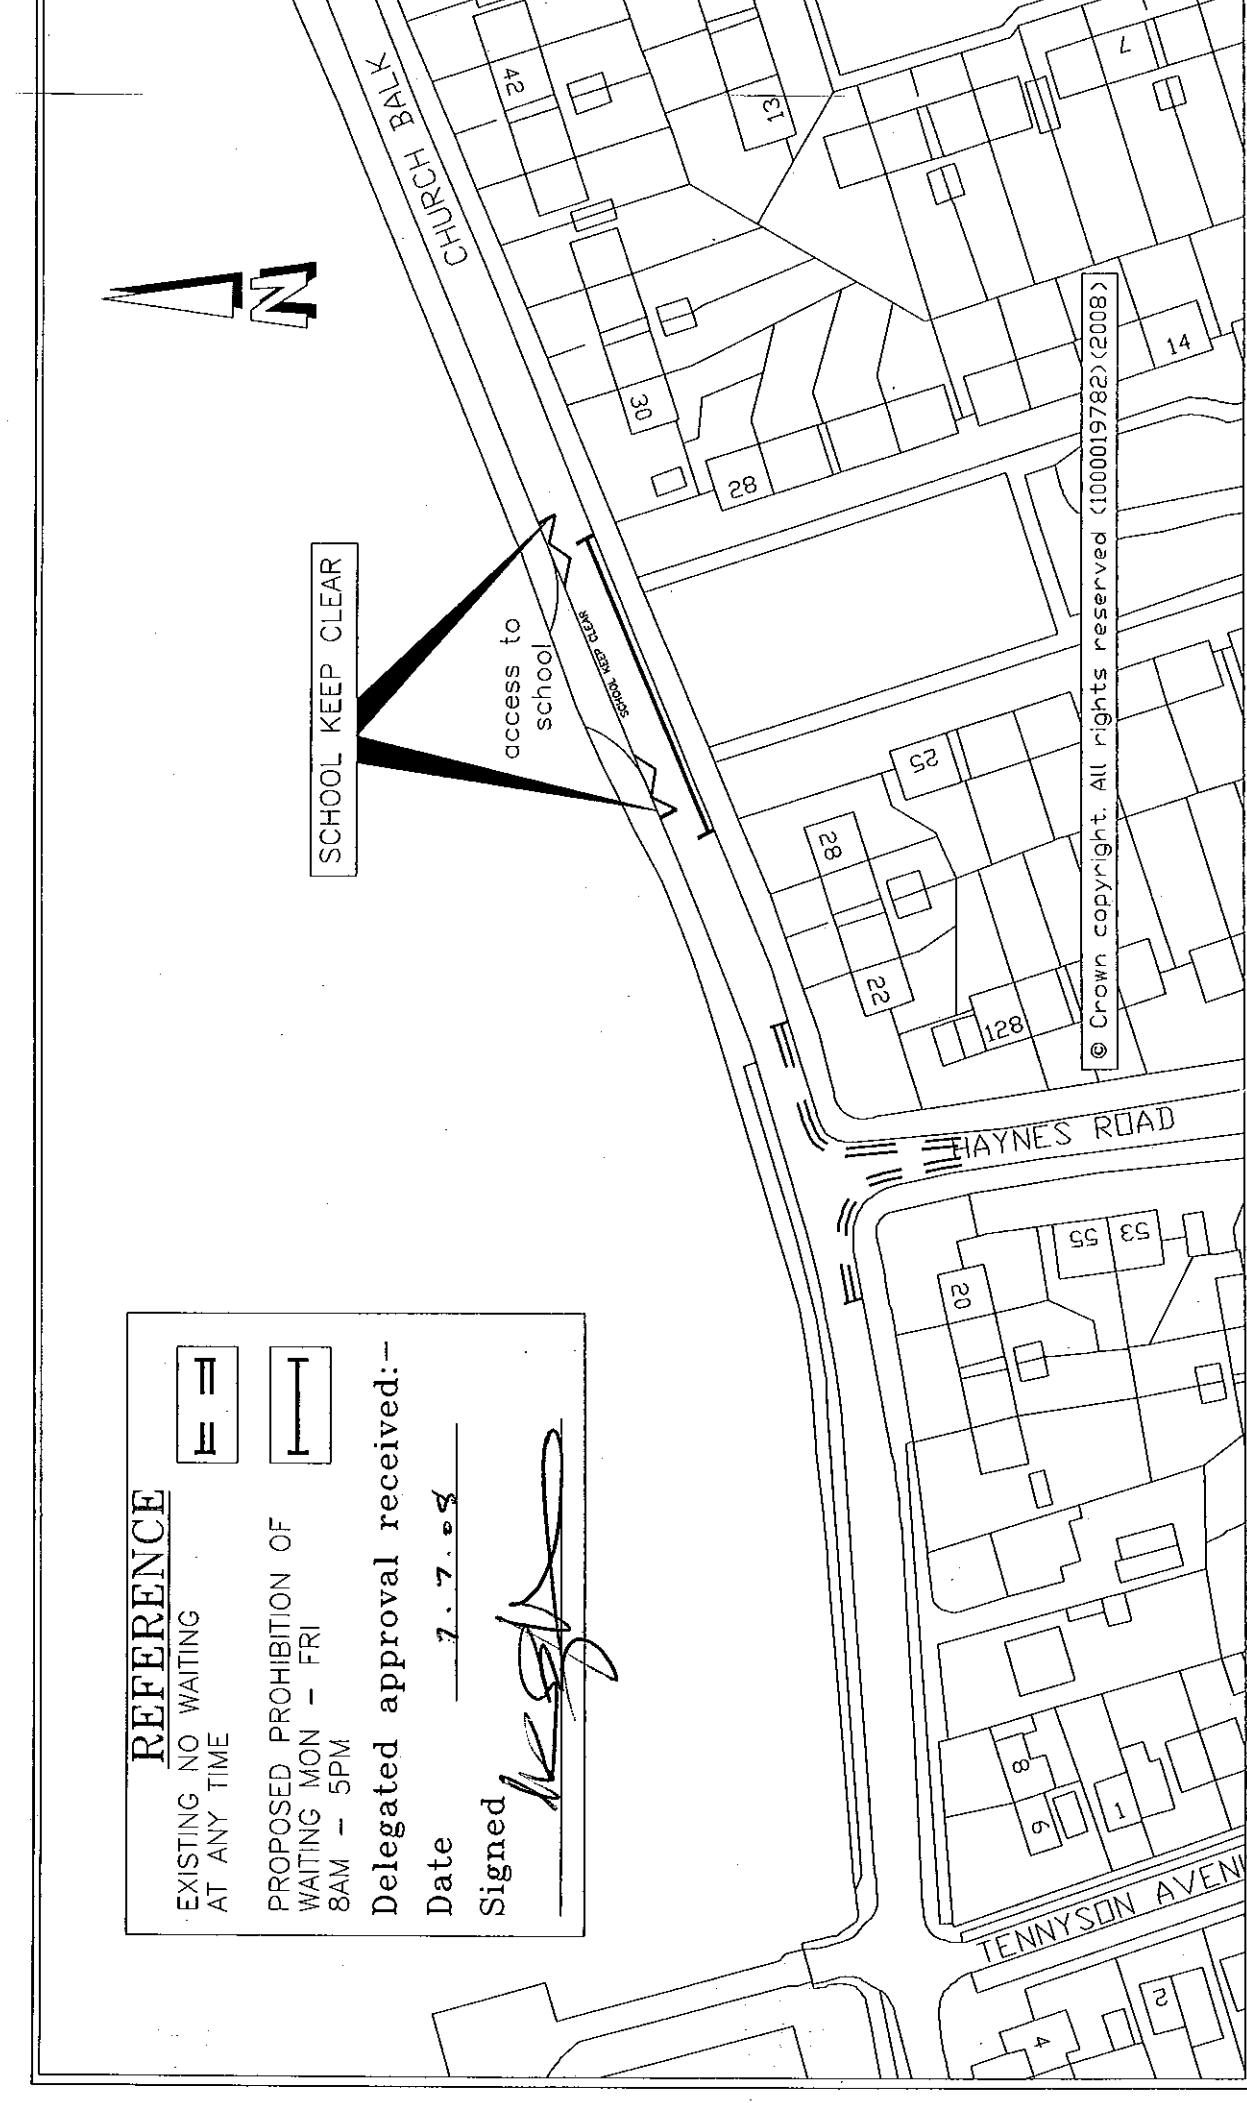 REFERENCE
EXISTING NO WAITING
AT ANY TIME
PROPOSED PROHIBITION OF
WAITING MON - FRI
8AM - 5PM
Delegated approval received:-
Date 7.7.08
Signed
N
SCHOOL KEEP CLEAR
access to
school
SCHOOL KEEP CLEAR
CHURCH BALK
HAYNES ROAD
TENNYSON AVEN
© Crown copyright. All rights reserved (100019782)(2008)
42
13
7
30
28
14
25
28
22
128
20
55
53
8
6
1
4
2